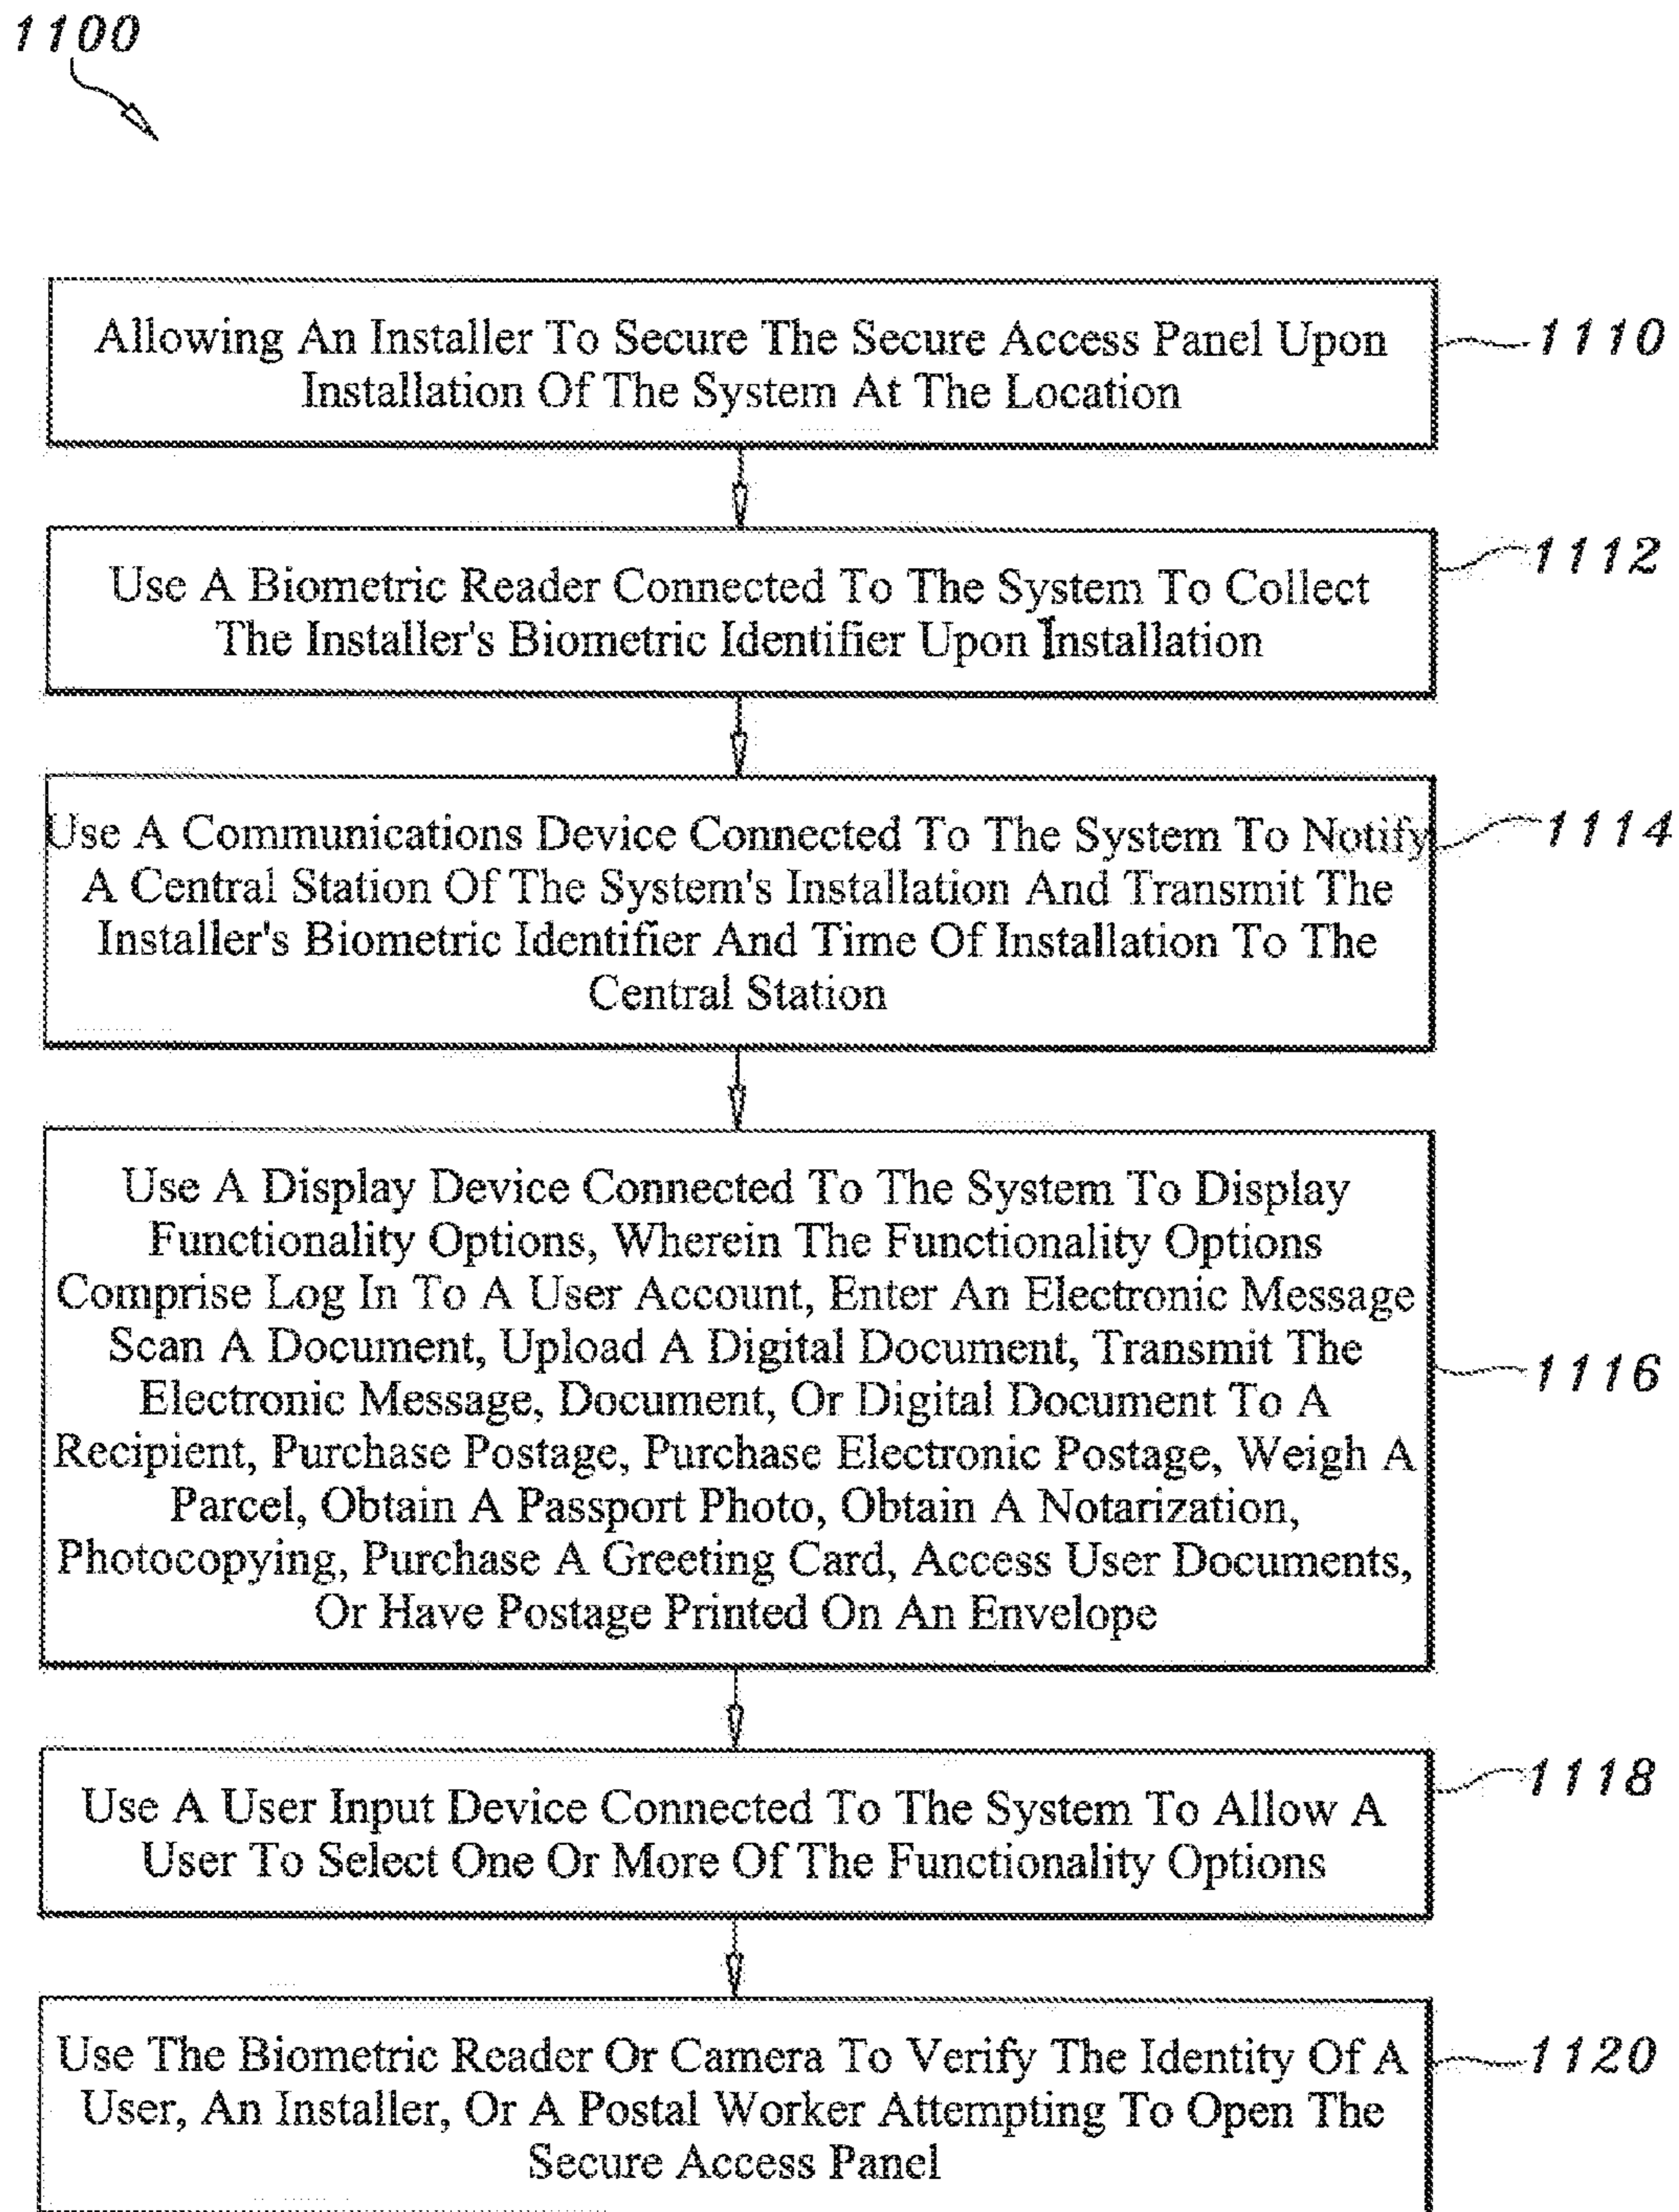 1100
Allowing An Installer To Secure The Secure Access Panel Upon
Installation Of The System At The Location
1110
Use A Biometric Reader Connected To The System To Collect
The Installer's Biometric Identifier Upon Installation
1112
Use A Communications Device Connected To The System To Notify
A Central Station Of The System's Installation And Transmit The
Installer's Biometric Identifier And Time Of Installation To The
Central Station
1114
Use A Display Device Connected To The System To Display
Functionality Options, Wherein The Functionality Options
Comprise Log In To A User Account, Enter An Electronic Message
Scan A Document, Upload A Digital Document, Transmit The
Electronic Message, Document, Or Digital Document To A
Recipient, Purchase Postage, Purchase Electronic Postage, Weigh A
Parcel, Obtain A Passport Photo, Obtain A Notarization,
Photocopying, Purchase A Greeting Card, Access User Documents,
Or Have Postage Printed On An Envelope
1116
Use A User Input Device Connected To The System To Allow A
User To Select One Or More Of The Functionality Options
1118
Use The Biometric Reader Or Camera To Verify The Identity Of A
User, An Installer, Or A Postal Worker Attempting To Open The
Secure Access Panel
1120